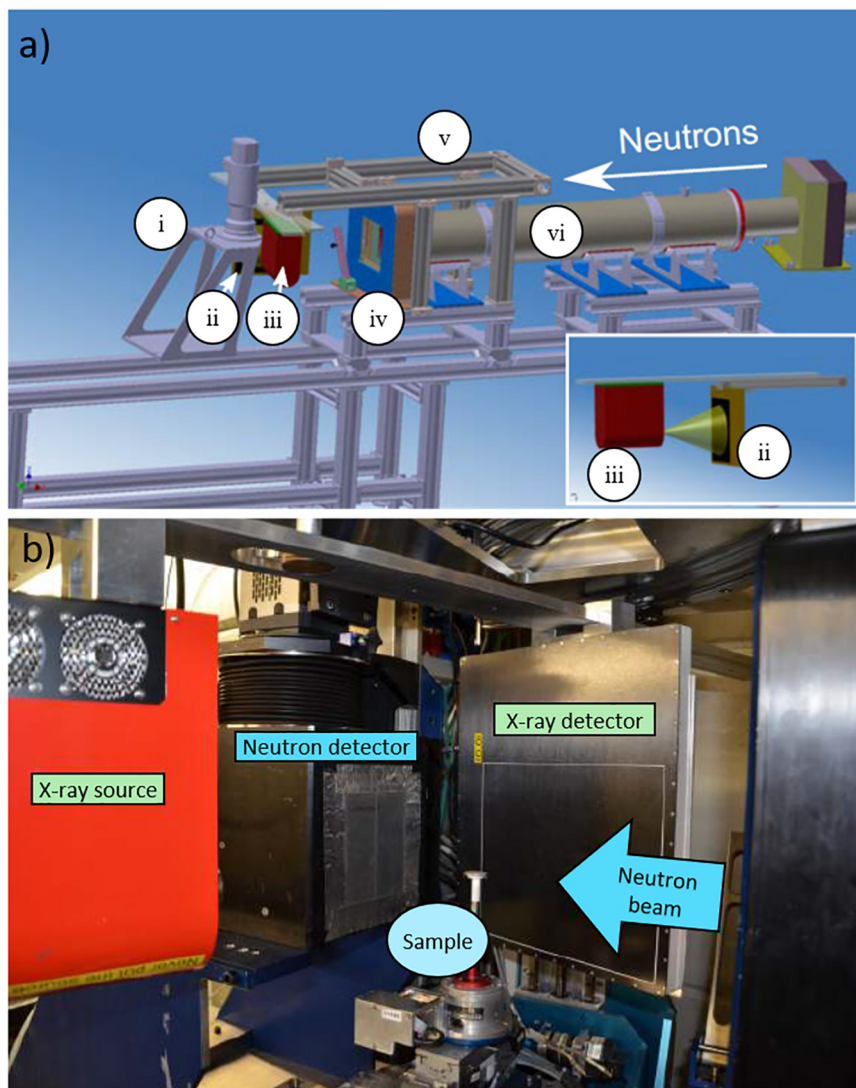 a)
v
Neutrons
i
vi
ii
iii
iv
ii
iii
b)
Neutron detector
X-ray detector
X-ray source
Neutron
beam
Sample